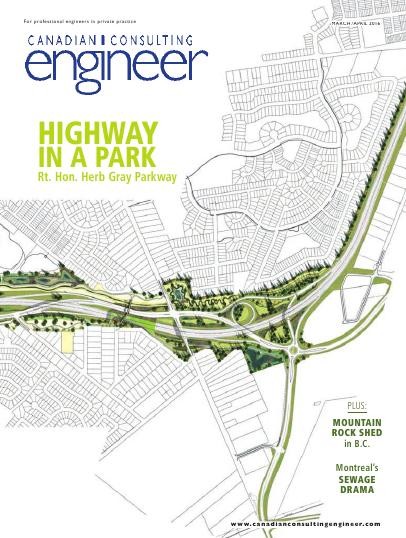 For professional engineers in private practice
MARCH/APRIL 2016
CANADIAN CONSULTING
engineer
HIGHWAY
IN A PARK
Rt. Hon. Herb Gray Parkway
PLUS:
MOUNTAIN
ROCK SHED
in B.C.
Montreal's
SEWAGE
DRAMA
www.canadianconsultingengineer.com